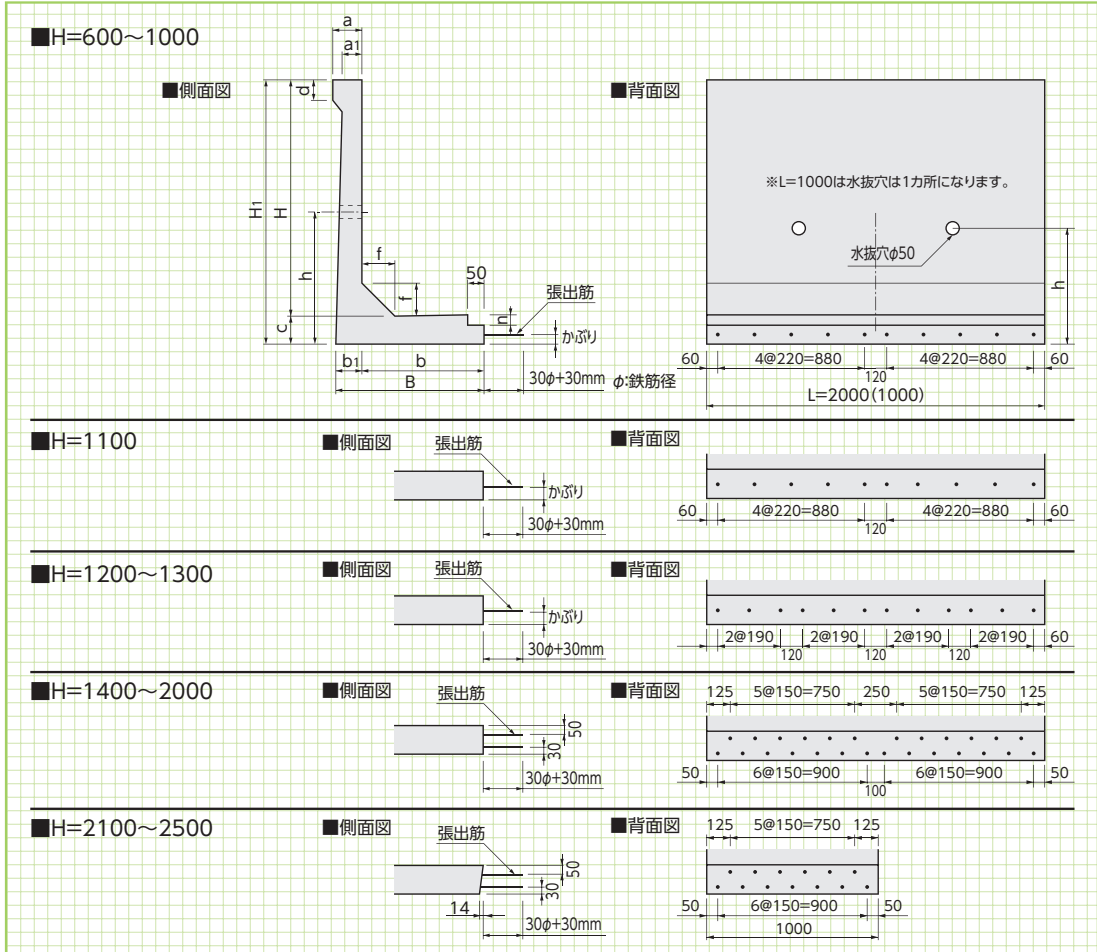 ■H=600～1000
■側面図
■背面図
a
a1
d
H1
H
h
c
f
f
50
n
張出筋
かぶり
b1
b
B
30φ+30mm φ:鉄筋径
※L=1000は水抜穴は1カ所になります。
水抜穴φ50
h
60
4@220=880
120
4@220=880
60
L=2000(1000)
■H=1100
■側面図
張出筋
かぶり
30φ+30mm
■背面図
60
4@220=880
120
4@220=880
60
■H=1200～1300
■側面図
張出筋
かぶり
30φ+30mm
■背面図
2@190
2@190
2@190
2@190
60
120
120
120
■H=1400～2000
■側面図
張出筋
50
30
30φ+30mm
■背面図
125
5@150=750
250
5@150=750
125
50
6@150=900
100
6@150=900
50
■H=2100～2500
■側面図
張出筋
50
30
14
30φ+30mm
■背面図
125
5@150=750
125
50
6@150=900
50
1000